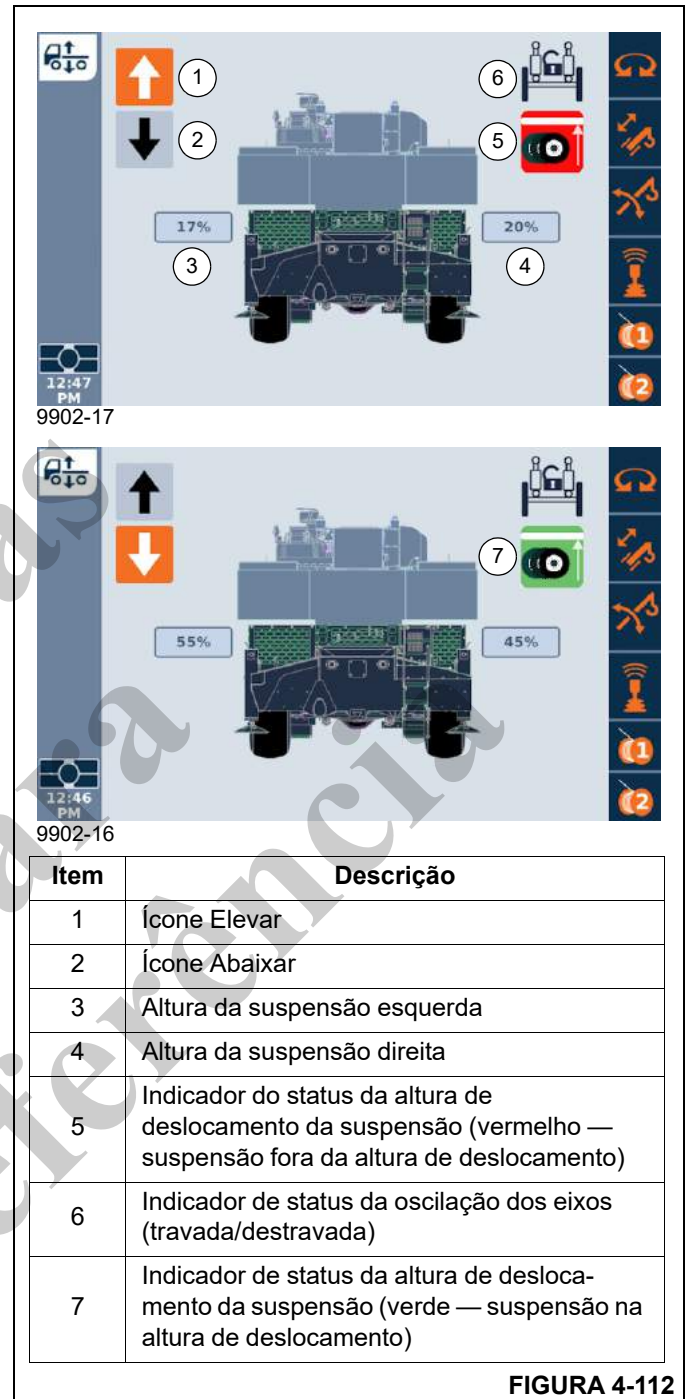 1
2
6
5
17%
20%
3
4
1
2
12:47
PM
9902-17
7
55%
45%
1
2
12:46
PM
9902-16
Item Descrição
1 Ícone Elevar
2 Ícone Abaixar
3 Altura da suspensão esquerda
4 Altura da suspensão direita
5 Indicador do status da altura de
deslocamento da suspensão (vermelho —
suspensão fora da altura de deslocamento)
6 Indicador de status da oscilação dos eixos
(travada/destravada)
7 Indicador de status da altura de desloca-
mento da suspensão (verde — suspensão na
altura de deslocamento)
FIGURA 4-112